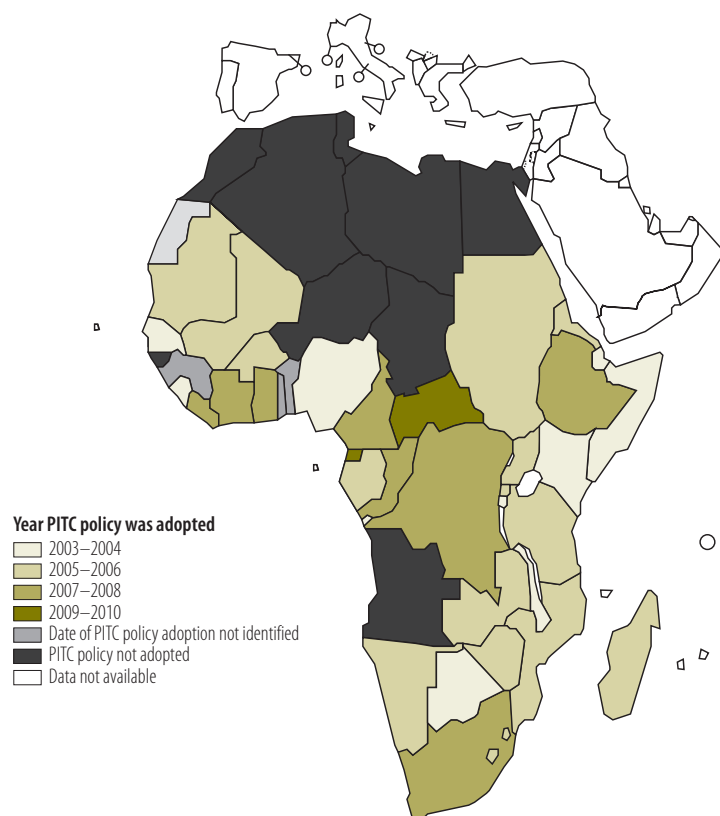 Year PITC policy was adopted
2003–2004
2005–2006
2007–2008
2009–2010
Date of PITC policy adoption not identified
PITC policy not adopted
Data not available